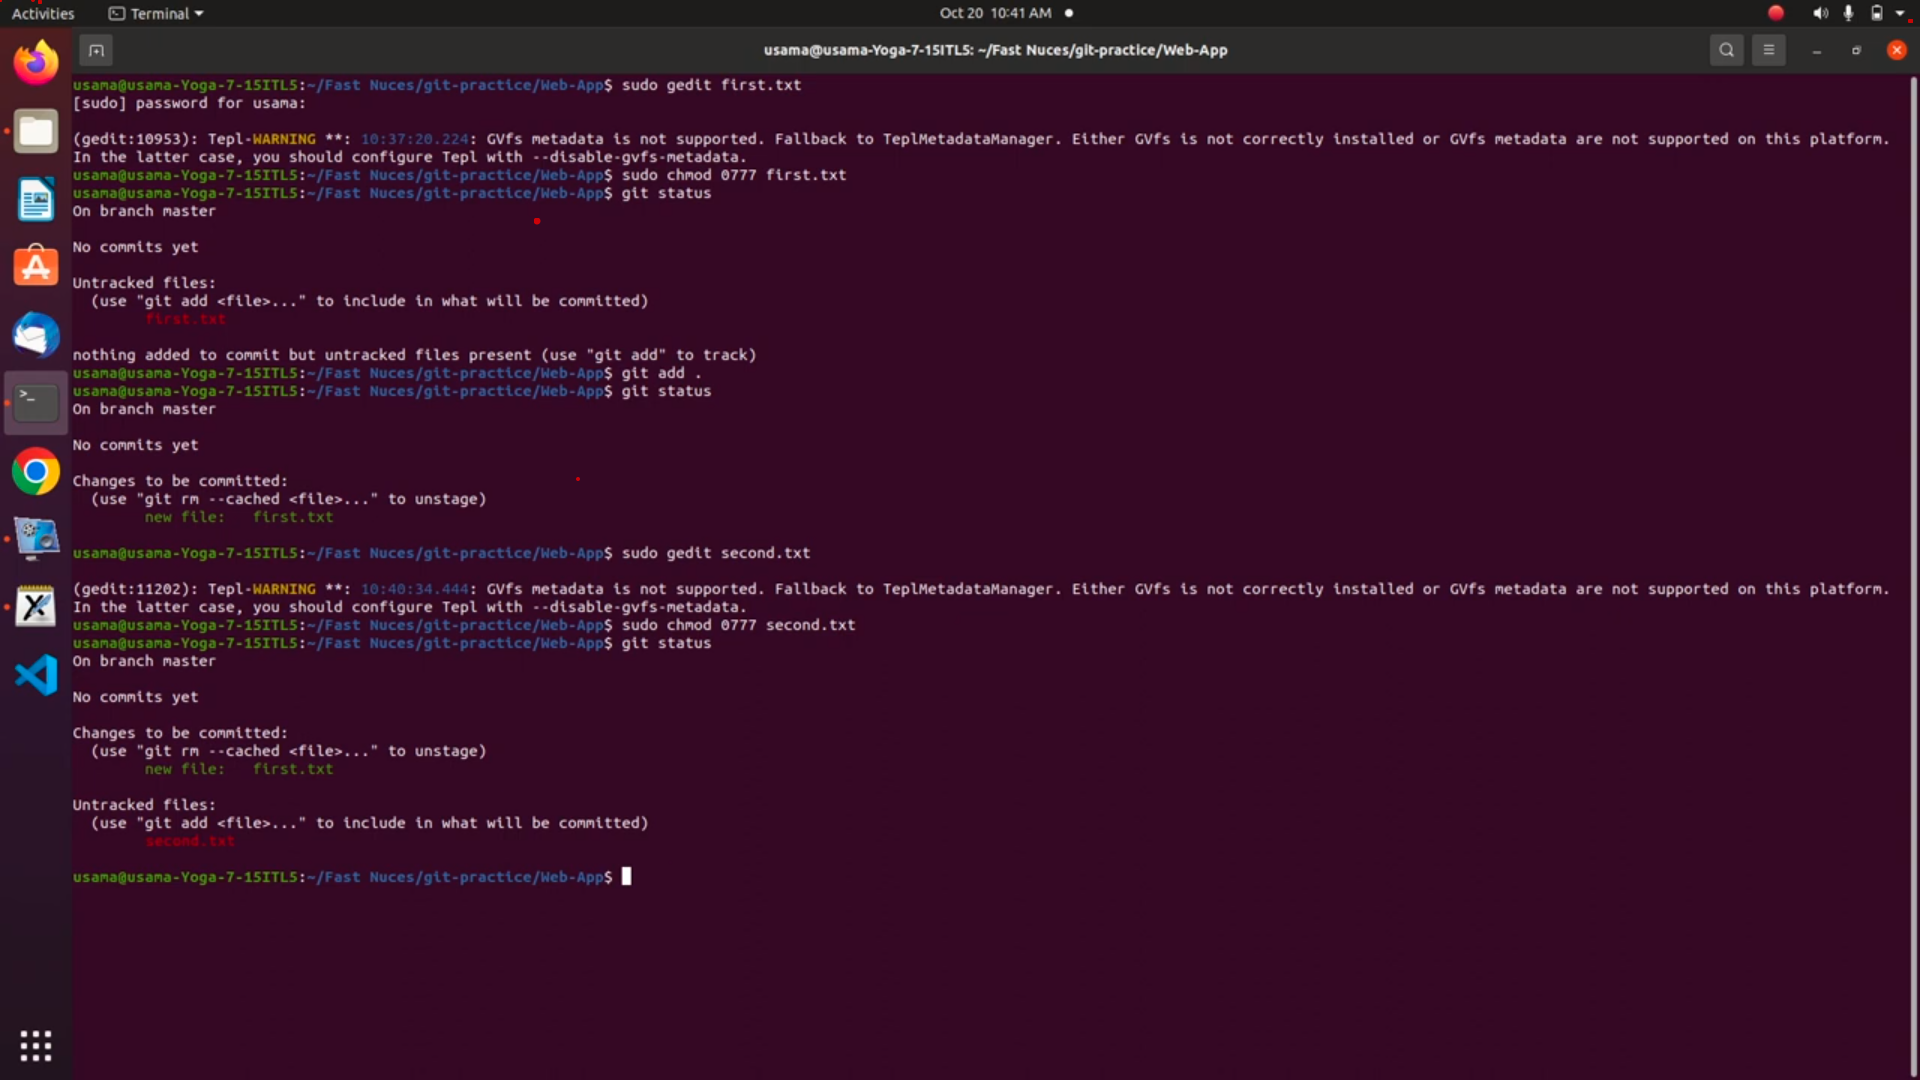 Activities
Terminal
Oct 20 10:41 AM
usama@usama-Yoga-7-15ITL5: ~/Fast Nuces/git-practice/Web-App
usama@usama-Yoga-7-15ITL5:~/Fast Nuces/git-practice/Web-App$ sudo gedit first.txt
[sudo] password for usama:
(gedit:10953): Tepl-WARNING **: 10:37:20.224: GVfs metadata is not supported. Fallback to TeplMetadataManager. Either GVfs is not correctly installed or GVfs metadata are not supported on this platform.
In the latter case, you should configure Tepl with --disable-gvfs-metadata.
usama@usama-Yoga-7-15ITL5:~/Fast Nuces/git-practice/Web-App$ sudo chmod 0777 first.txt
usama@usama-Yoga-7-15ITL5:~/Fast Nuces/git-practice/Web-App$ git status
On branch master
No commits yet
Untracked files:
(use "git add <file>..." to include in what will be committed)
first.txt
nothing added to commit but untracked files present (use "git add" to track)
usama@usama-Yoga-7-15ITL5:~/Fast Nuces/git-practice/Web-App$ git add .
usama@usama-Yoga-7-15ITL5:~/Fast Nuces/git-practice/Web-App$ git status
On branch master
No commits yet
Changes to be committed:
(use "git rm --cached <file>..." to unstage)
new file:   first.txt
usama@usama-Yoga-7-15ITL5:~/Fast Nuces/git-practice/Web-App$ sudo gedit second.txt
(gedit:11202): Tepl-WARNING **: 10:40:34.444: GVfs metadata is not supported. Fallback to TeplMetadataManager. Either GVfs is not correctly installed or GVfs metadata are not supported on this platform.
In the latter case, you should configure Tepl with --disable-gvfs-metadata.
usama@usama-Yoga-7-15ITL5:~/Fast Nuces/git-practice/Web-App$ sudo chmod 0777 second.txt
usama@usama-Yoga-7-15ITL5:~/Fast Nuces/git-practice/Web-App$ git status
On branch master
No commits yet
Changes to be committed:
(use "git rm --cached <file>..." to unstage)
new file:   first.txt
Untracked files:
(use "git add <file>..." to include in what will be committed)
second.txt
usama@usama-Yoga-7-15ITL5:~/Fast Nuces/git-practice/Web-App$